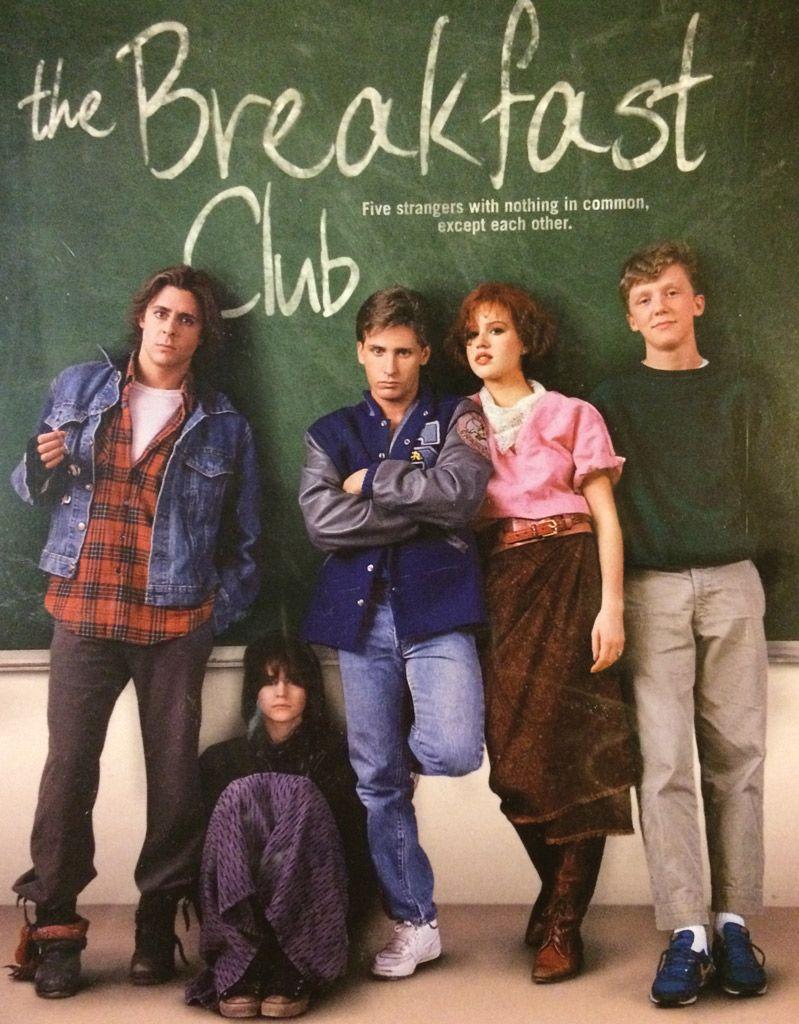 the Breakfast
Club
Five strangers with nothing in common,
except each other.